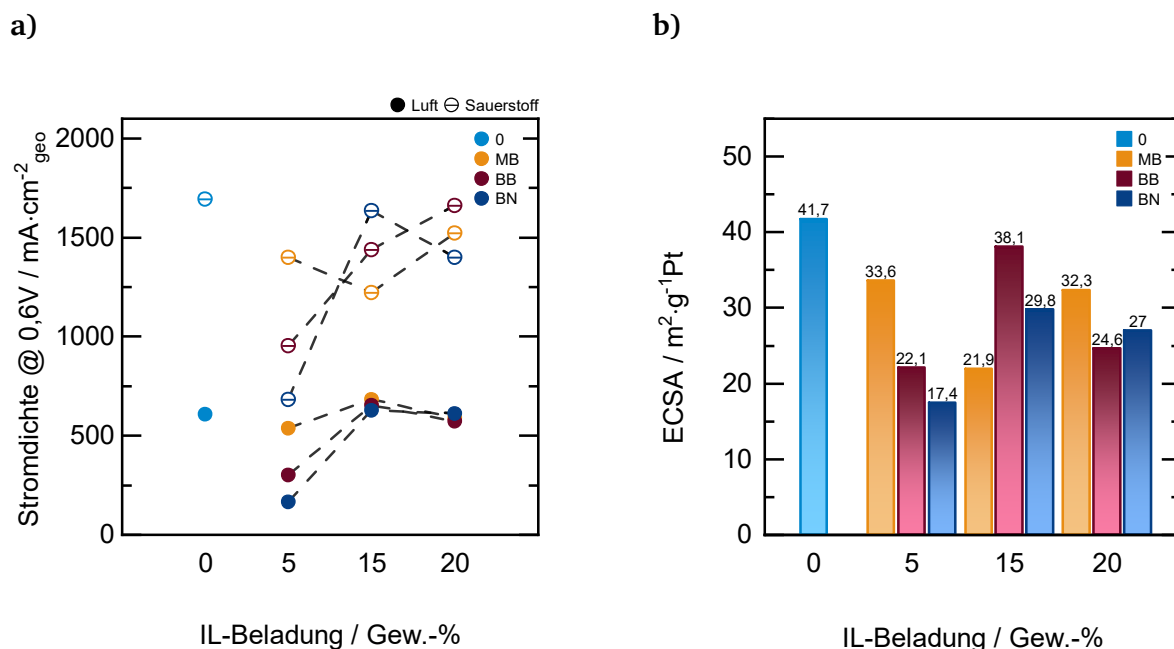 a)
b)
Luft Sauerstoff
0
MB
BB
BN
2000
1500
1000
500
0
0 5 15 20
Stromdichte @ 0,6V / mA·cm⁻²geo
IL-Beladung / Gew.-%
0
MB
BB
BN
50
40
30
20
10
0
41,7
33,6
22,1
17,4
21,9
38,1
29,8
32,3
24,6
27
0 5 15 20
ECSA / m²·g⁻¹Pt
IL-Beladung / Gew.-%